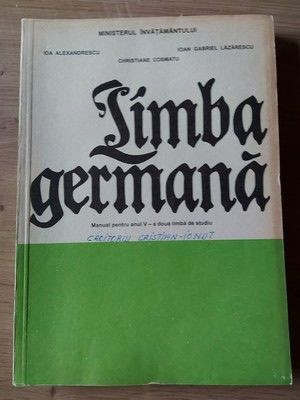 MINISTERUL ÎNVĂȚĂMÂNTULUI
IDA ALEXANDRESCU
IOAN GABRIEL LĂZĂRESCU
CHRISTIANE COSMATU
Limba
germană
Manual pentru anul V – a doua limbă de studiu
CROITORIU CRISTIAN-IONUȚ